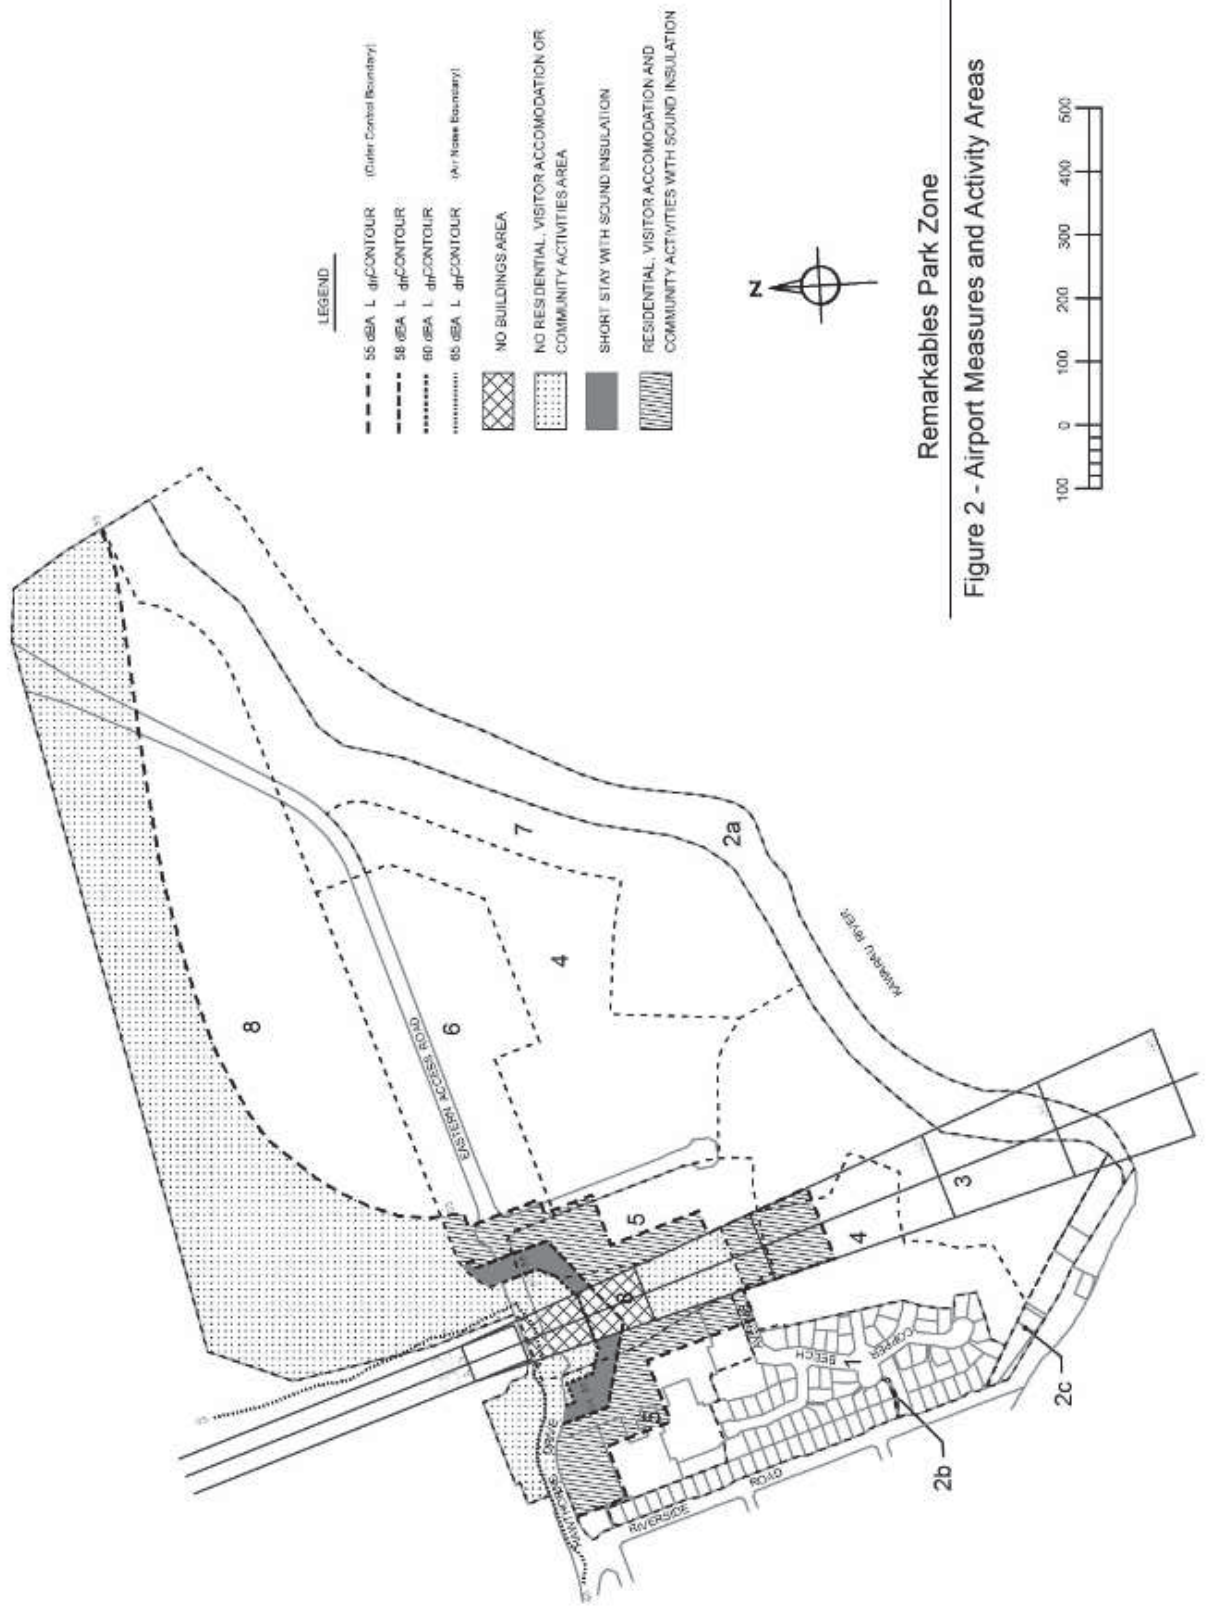 LEGEND
55 dBA L dn CONTOUR (Outer Control Boundary)
58 dBA L dn CONTOUR
60 dBA L dn CONTOUR
65 dBA L dn CONTOUR (Air Noise Boundary)
NO BUILDINGS AREA
NO RESIDENTIAL, VISITOR ACCOMODATION OR
COMMUNITY ACTIVITIES AREA
SHORT STAY WITH SOUND INSULATION
RESIDENTIAL, VISITOR ACCOMODATION AND
COMMUNITY ACTIVITIES WITH SOUND INSULATION
Z
Remarkables Park Zone
Figure 2 - Airport Measures and Activity Areas
100 0 100 200 300 400 500
8
EASTERN ACCESS ROAD
6
4
7
2a
KAWARAU RIVER
5
3
4
8
5
HAWTHORNE DRIVE
RIVERSIDE
ROAD
COPPER
BEECH
1
2b
2c